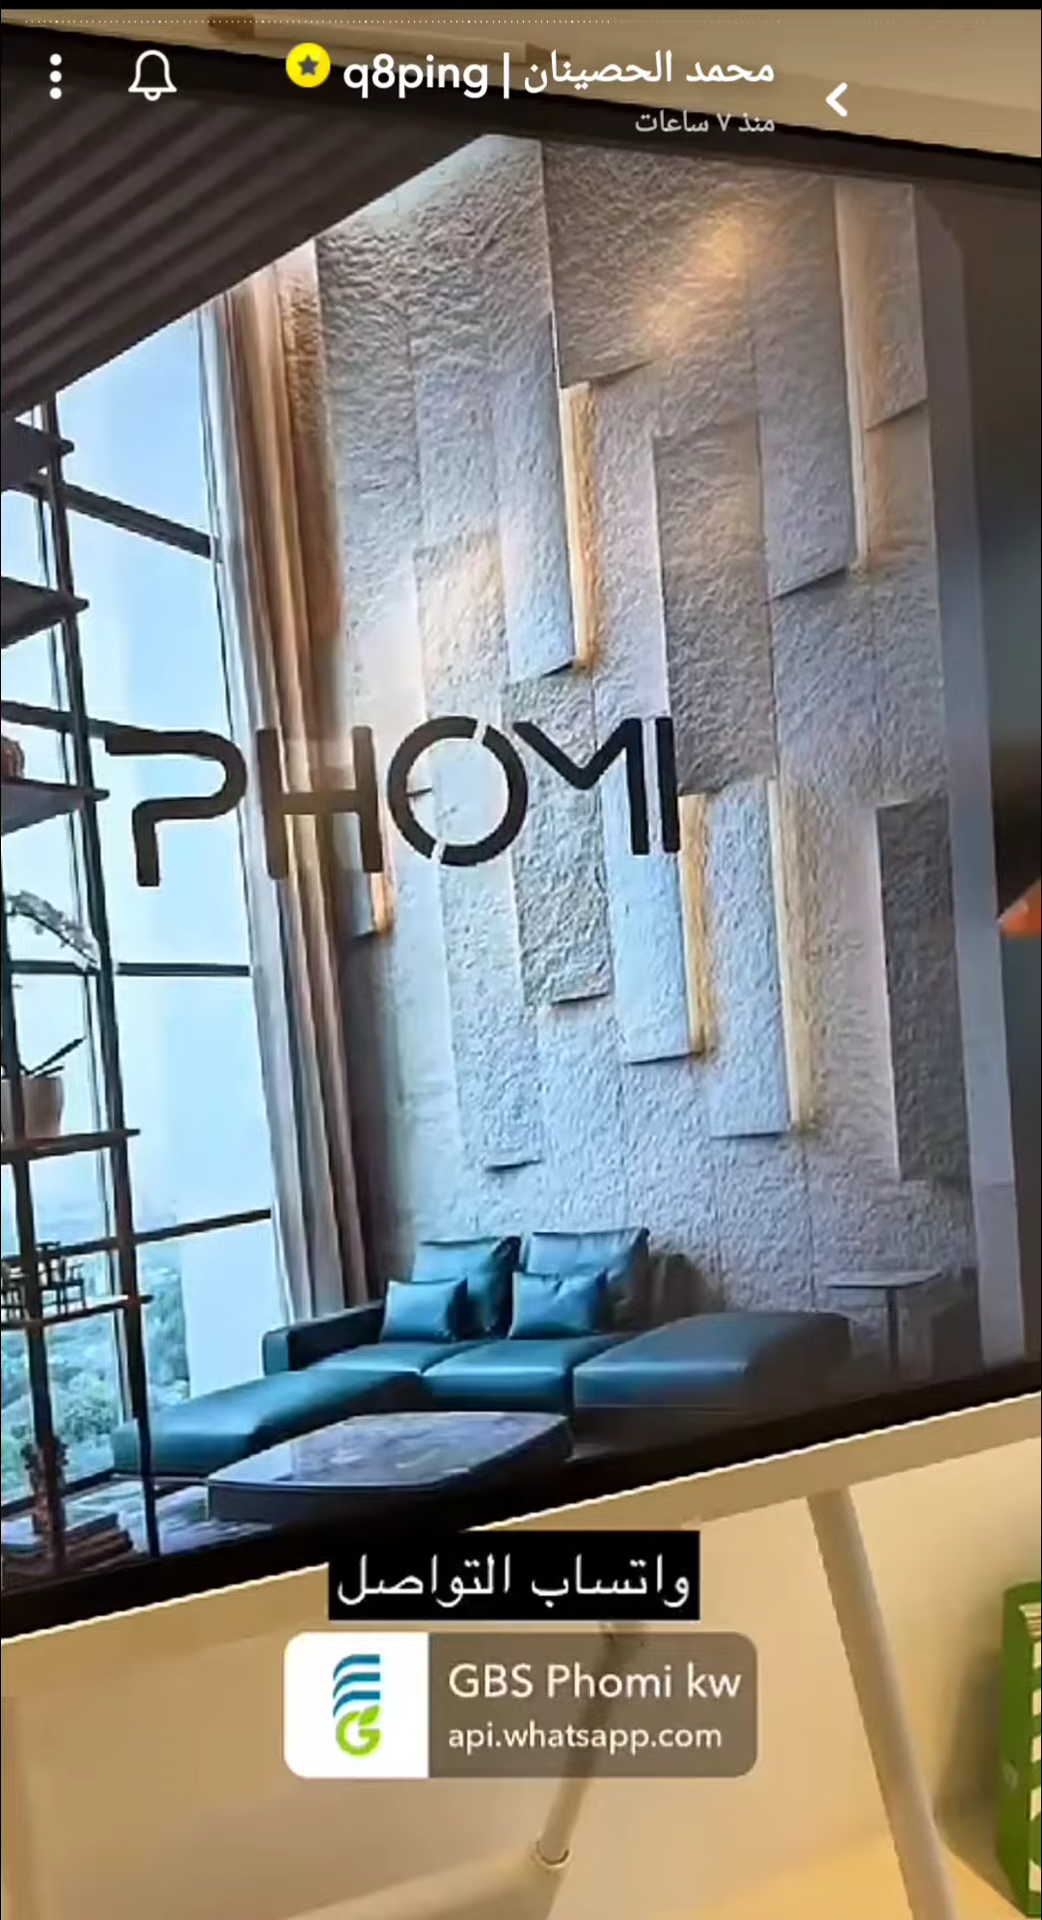 محمد الحصينان | q8ping
منذ ٧ ساعات
PHOMI
واتساب التواصل
GBS Phomi kw
api.whatsapp.com